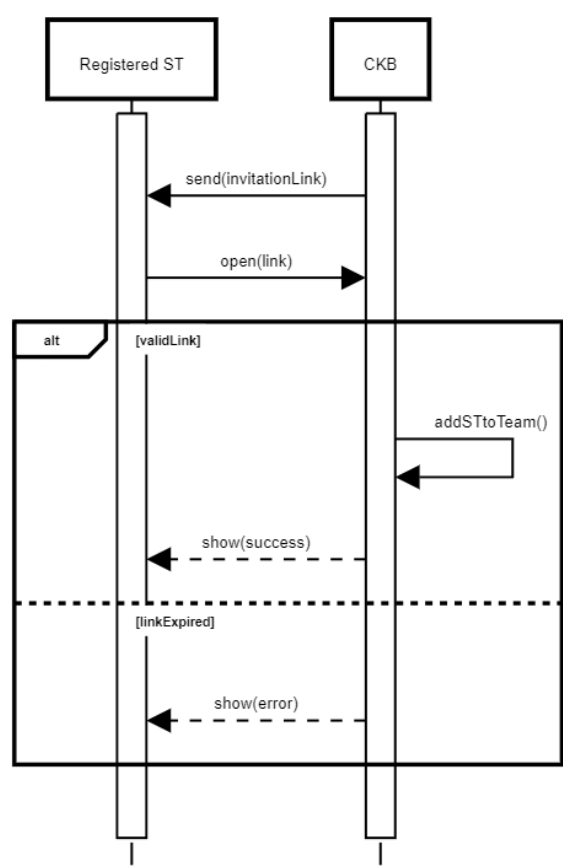 Registered ST
CKB
send(invitationLink)
open(link)
alt
[validLink]
addSTtoTeam()
show(success)
[linkExpired]
show(error)